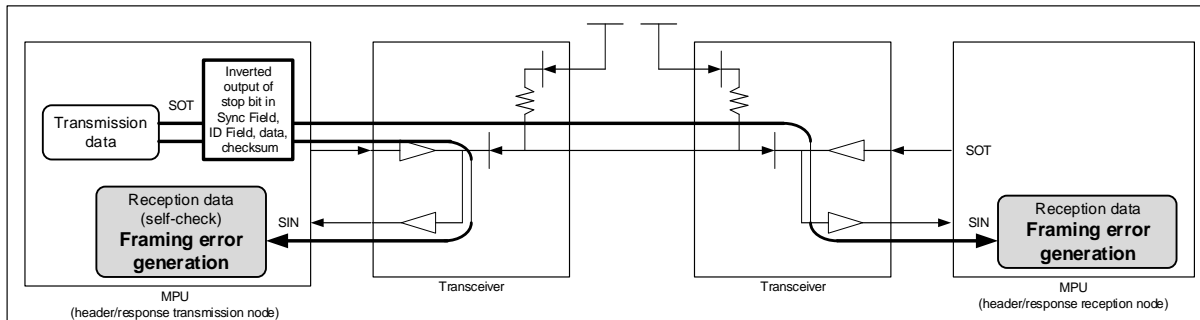 SOT
Inverted
output of
stop bit in
Sync Field,
ID Field, data,
checksum
Transmission
data
Reception data
(self-check)
Framing error
generation
SIN
MPU
(header/response transmission node)
Transceiver
Transceiver
SOT
SIN
Reception data
Framing error
generation
MPU
(header/response reception node)